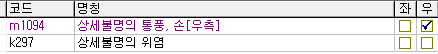 코드 명칭 좌 우
m1094 상세불명의 통풍, 손[우측]
k297 상세불명의 위염